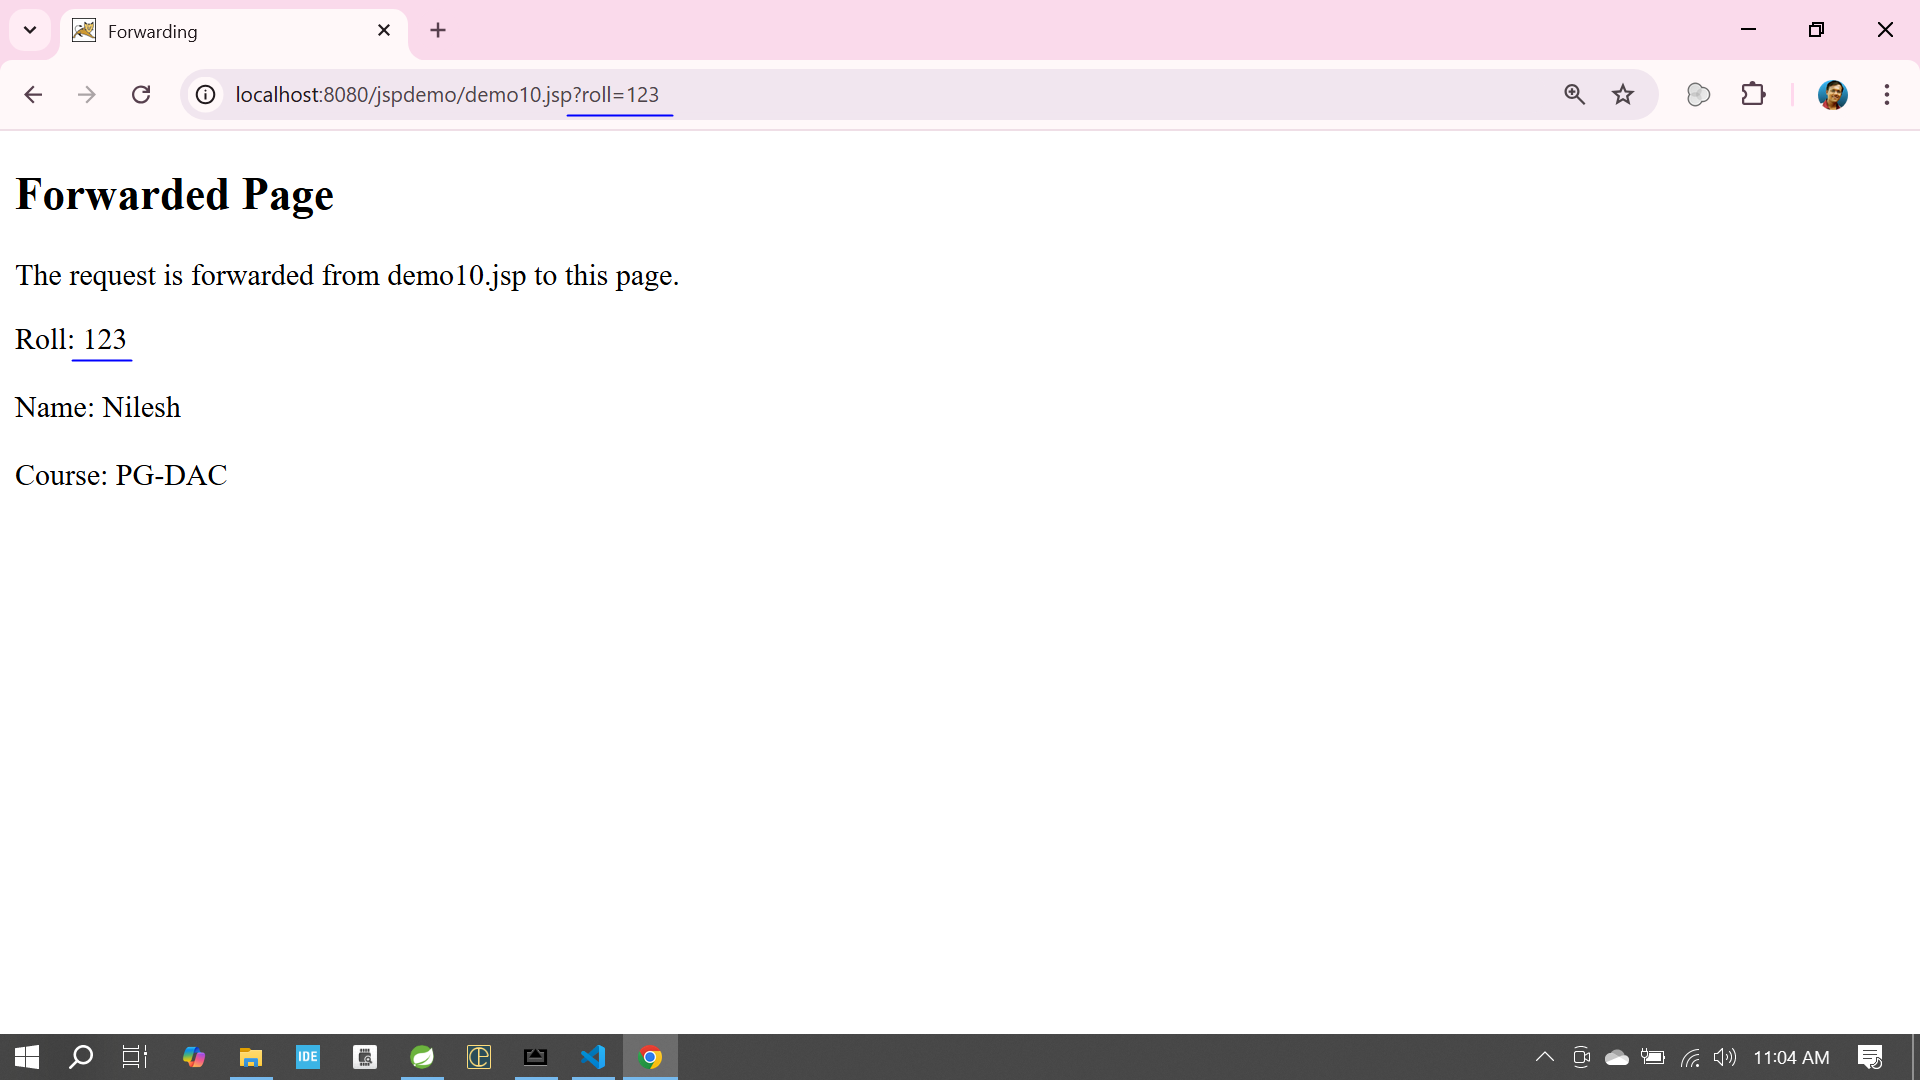 Forwarding
localhost:8080/jspdemo/demo10.jsp?roll=123
Forwarded Page
The request is forwarded from demo10.jsp to this page.
Roll: 123
Name: Nilesh
Course: PG-DAC
IDE
11:04 AM